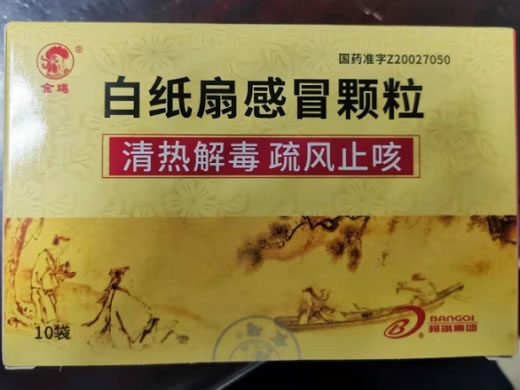 国药准字Z20027050
金鸡
白纸扇感冒颗粒
清热解毒 疏风止咳
10袋
BANGQI
邦琪集团